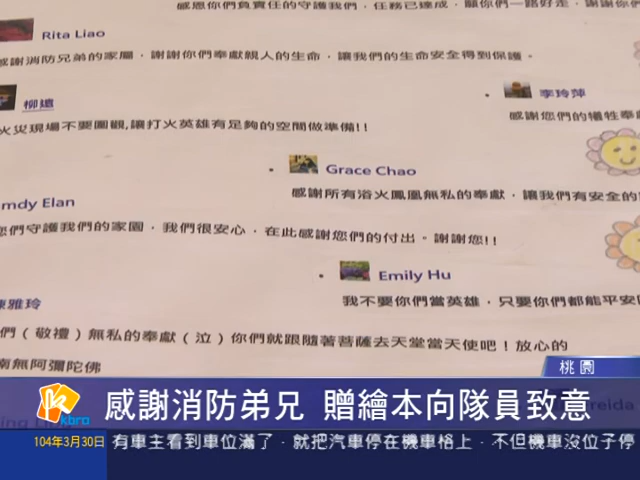 感恩你們負責任的守護我們，任務已達成，願你們一路好走，謝謝你們
Rita Liao
感謝消防兄弟的家屬，謝謝你們奉獻親人的生命，讓我們的生命安全得到保護。
柳嬑
李玲萍
感謝您們的犧牲奉
火災現場不要圍觀,讓打火英雄有足夠的空間做準備!!
Grace Chao
感謝所有浴火鳳凰無私的奉獻，讓我們有安全的
mdy Elan
您們守護我們的家園，我們很安心，在此感謝您們的付出。謝謝您!!
Emily Hu
雅玲
我不要你們當英雄，只要你們都能平安
們（敬禮）無私的奉獻（泣）你們就跟隨著菩薩去天堂當天使吧！放心的
南無阿彌陀佛
桃園
kbro
感謝消防弟兄 贈繪本向隊員致意
reida
104年3月30日
有車主看到車位滿了，就把汽車停在機車格上，不但機車沒位子停